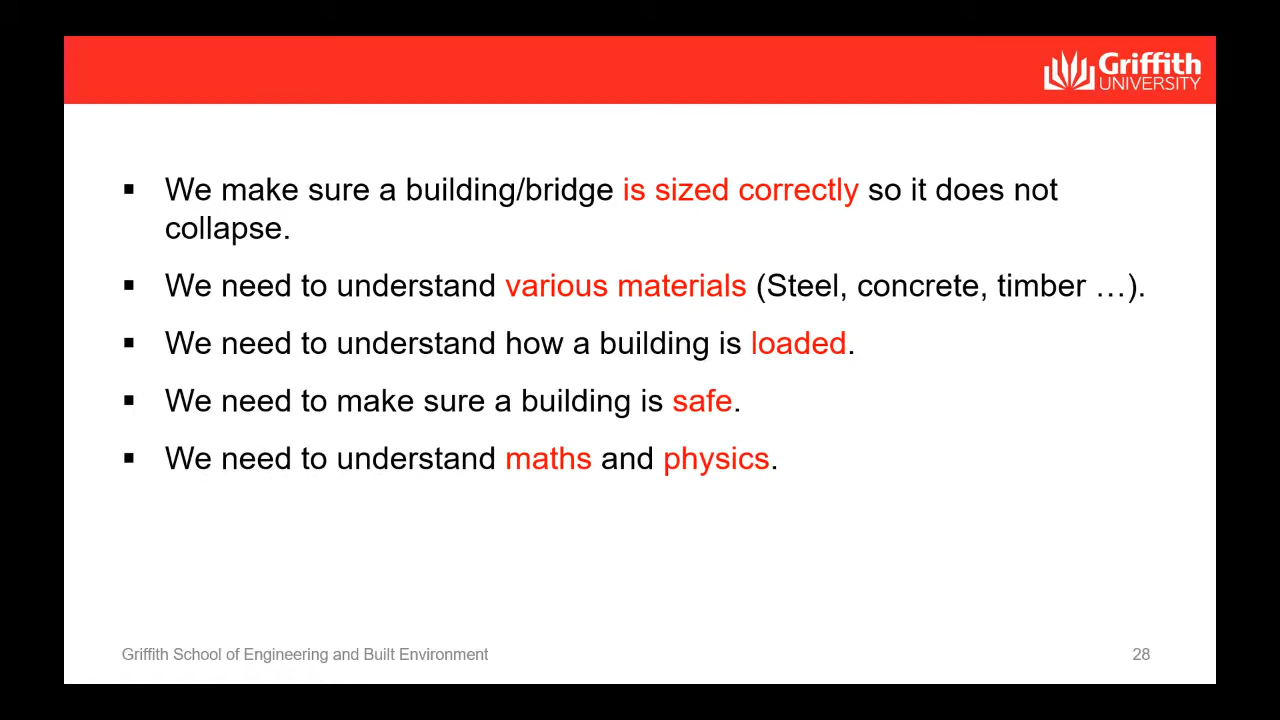 Griffith
UNIVERSITY
▪ We make sure a building/bridge is sized correctly so it does not
collapse.
▪ We need to understand various materials (Steel, concrete, timber …).
▪ We need to understand how a building is loaded.
▪ We need to make sure a building is safe.
▪ We need to understand maths and physics.
Griffith School of Engineering and Built Environment
28